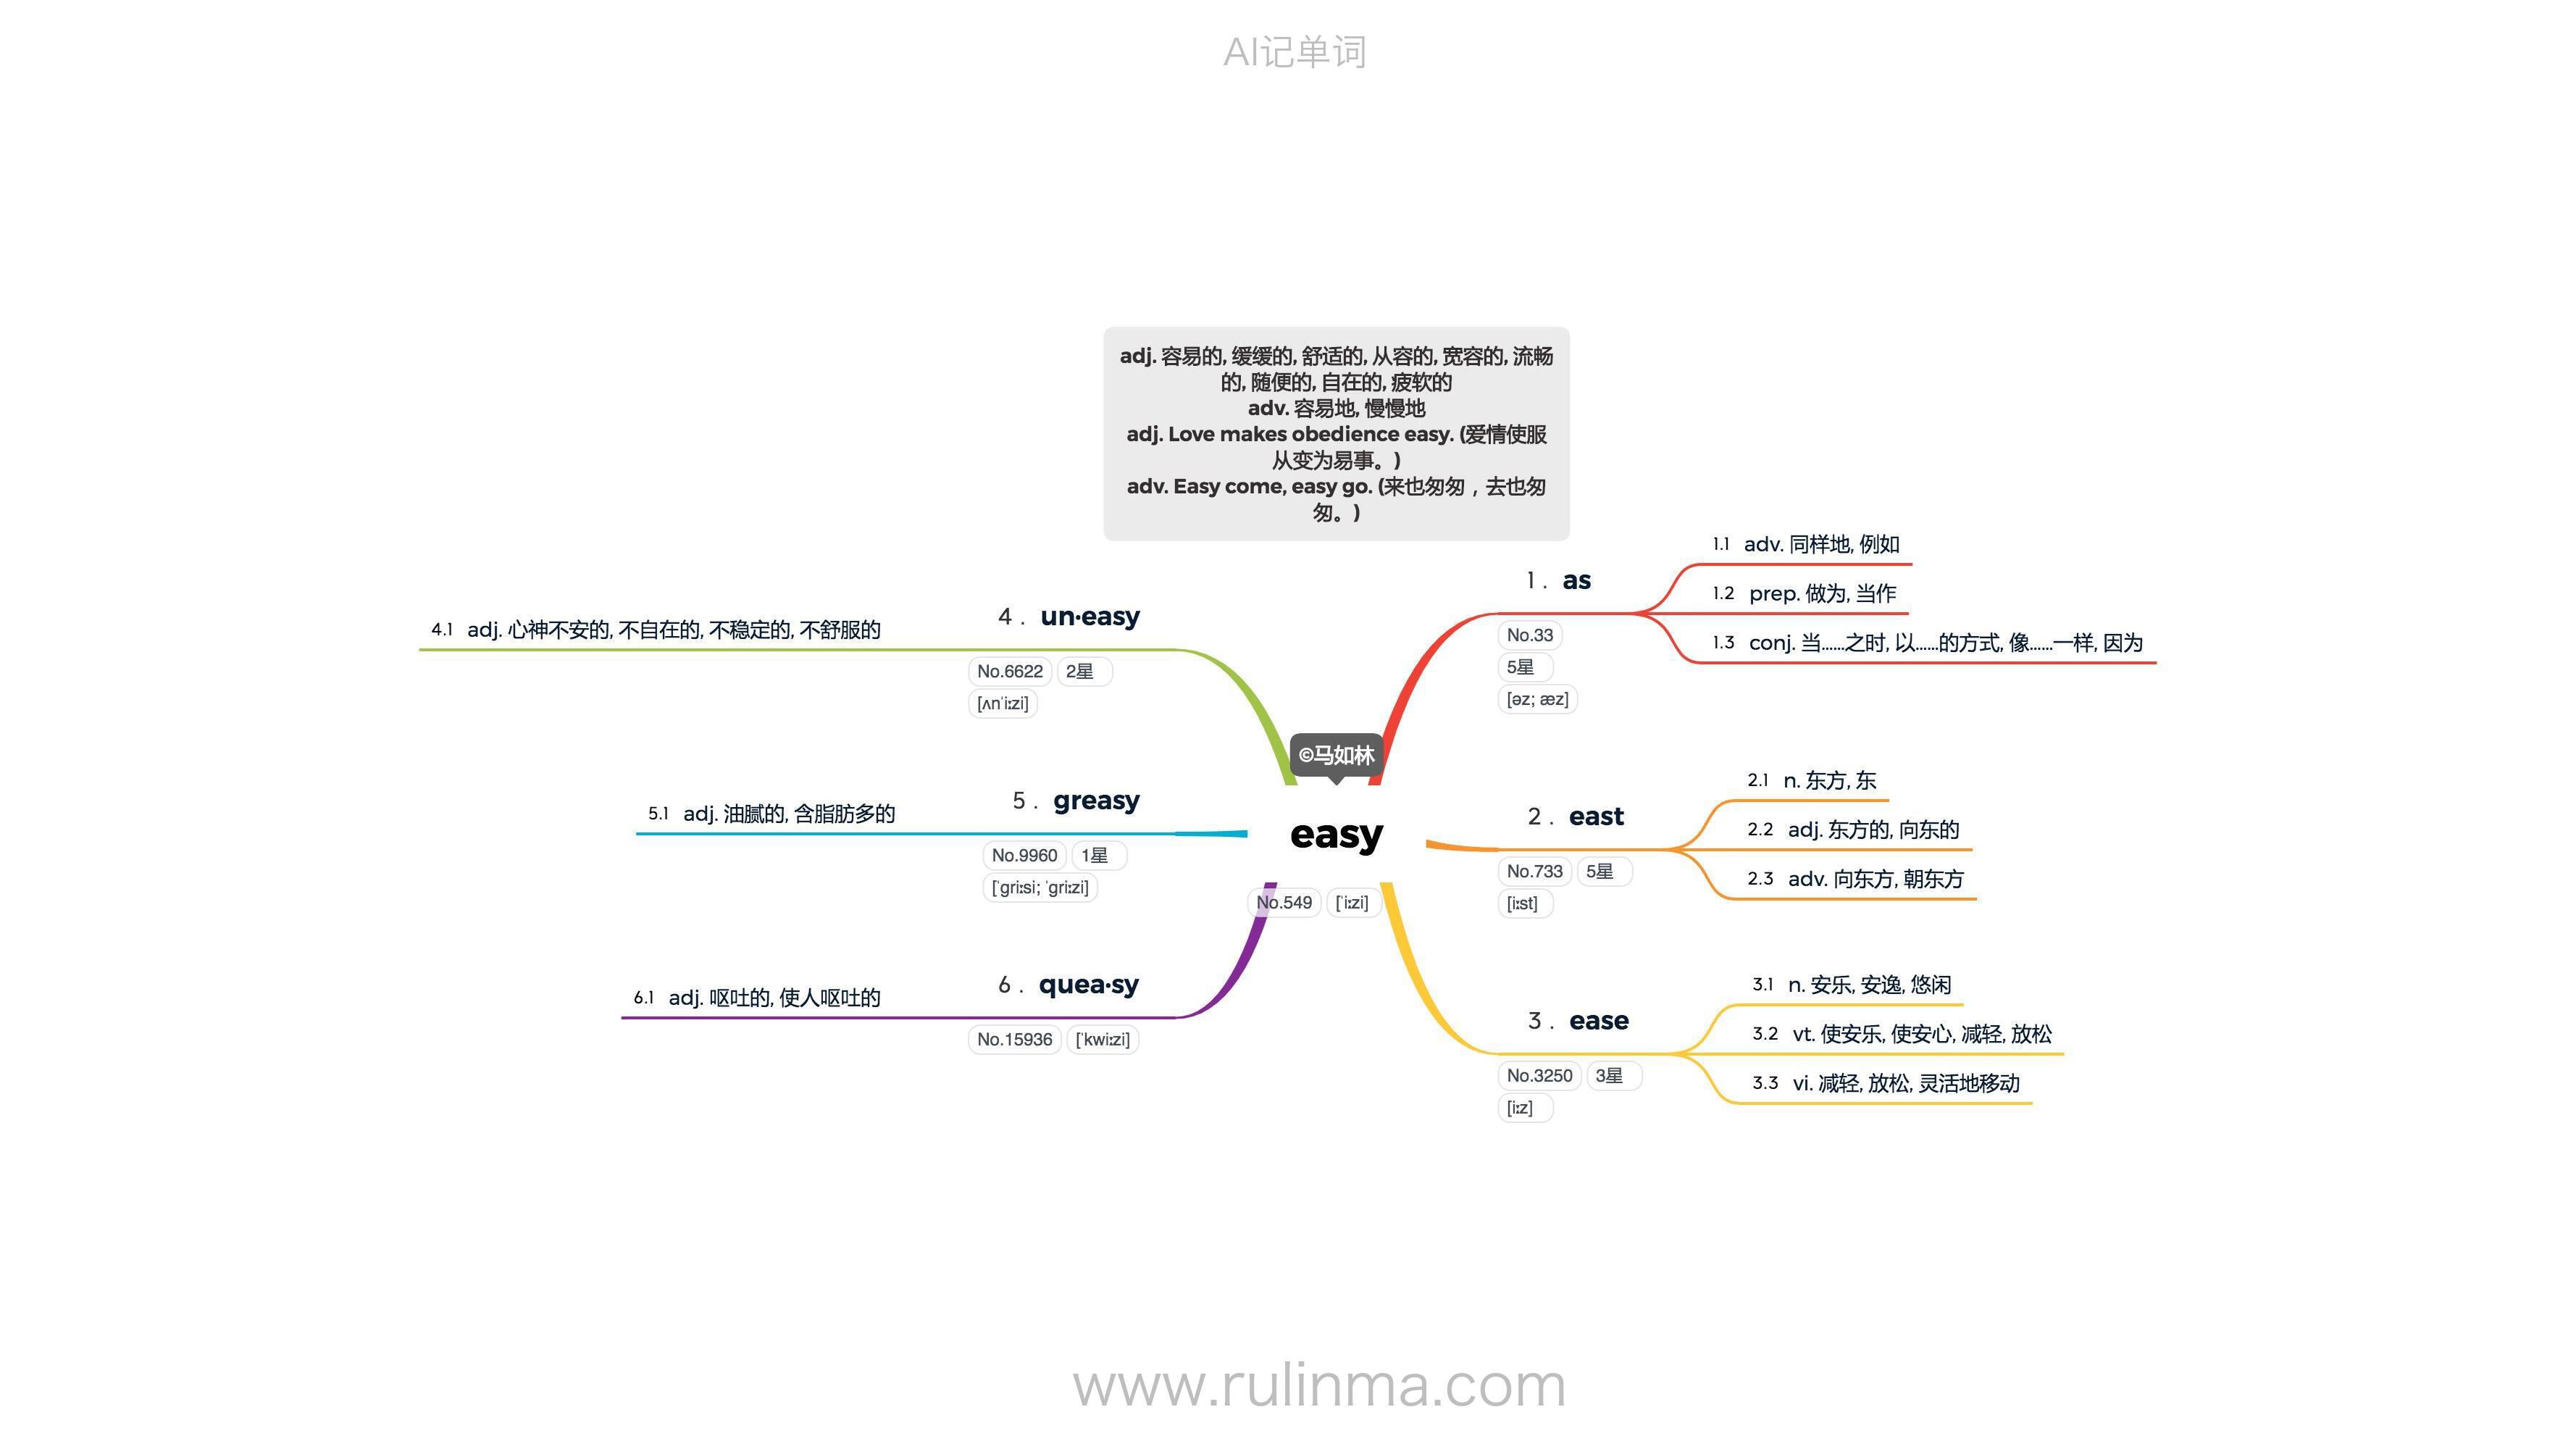 AI记单词
adj. 容易的, 缓缓的, 舒适的, 从容的, 宽容的, 流畅
的, 随便的, 自在的, 疲软的
adv. 容易地, 慢慢地
adj. Love makes obedience easy. (爱情使服
从变为易事。)
adv. Easy come, easy go. (来也匆匆，去也匆
匆。)
©马如林
easy
No.549 [ˈiːzi]
1 . as
No.33
5星
[əz; æz]
1.1 adv. 同样地, 例如
1.2 prep. 做为, 当作
1.3 conj. 当……之时, 以……的方式, 像……一样, 因为
2 . east
No.733 5星
[iːst]
2.1 n. 东方, 东
2.2 adj. 东方的, 向东的
2.3 adv. 向东方, 朝东方
3 . ease
No.3250 3星
[iːz]
3.1 n. 安乐, 安逸, 悠闲
3.2 vt. 使安乐, 使安心, 减轻, 放松
3.3 vi. 减轻, 放松, 灵活地移动
4 . un·easy
No.6622 2星
[ʌnˈiːzi]
4.1 adj. 心神不安的, 不自在的, 不稳定的, 不舒服的
5 . greasy
No.9960 1星
[ˈgriːsi; ˈgriːzi]
5.1 adj. 油腻的, 含脂肪多的
6 . quea·sy
No.15936 [ˈkwiːzi]
6.1 adj. 呕吐的, 使人呕吐的
www.rulinma.com